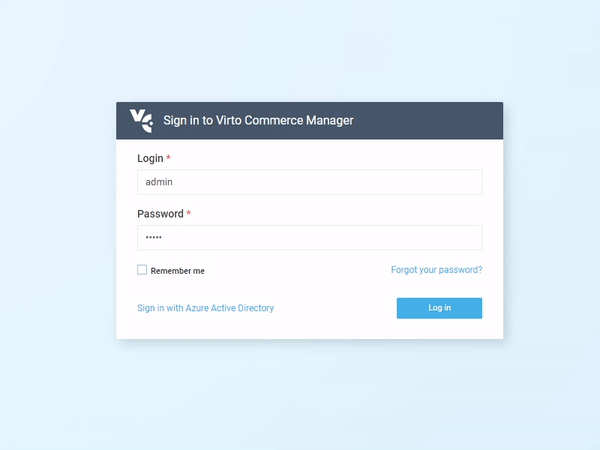 Sign in to Virto Commerce Manager
Login *
admin
Password *
•••••
Remember me
Forgot your password?
Sign in with Azure Active Directory
Log in